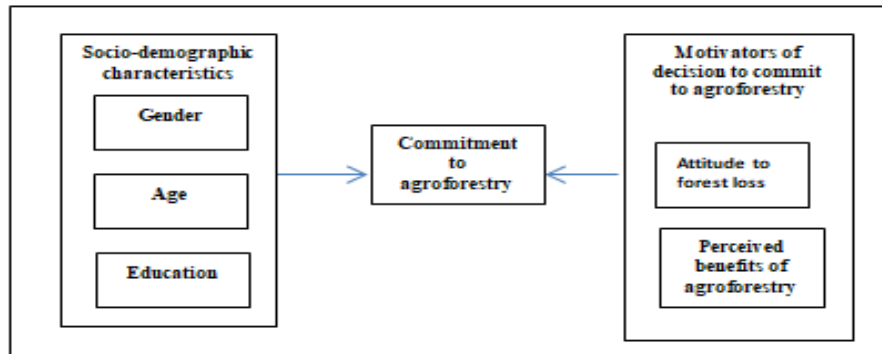 Socio-demographic
characteristics
Gender
Age
Education
Commitment
to
agroforestry
Motivators of
decision to commit
to agroforestry
Attitude to
forest loss
Perceived
benefits of
agroforestry